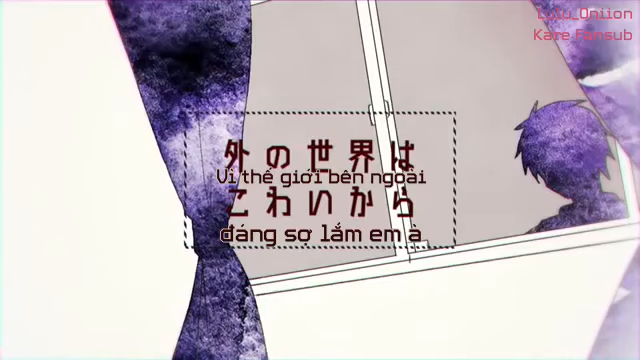 Lulu_Oniion
Kare Fansub
外の世界は
Vì thế giới bên ngoài
こわいから
đáng sợ lắm em à